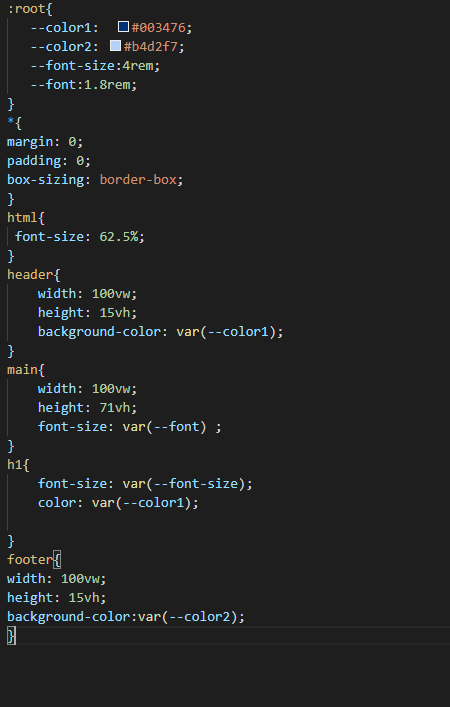 :root{
--color1: #003476;
--color2: #b4d2f7;
--font-size:4rem;
--font:1.8rem;
}
*{
margin: 0;
padding: 0;
box-sizing: border-box;
}
html{
font-size: 62.5%;
}
header{
width: 100vw;
height: 15vh;
background-color: var(--color1);
}
main{
width: 100vw;
height: 71vh;
font-size: var(--font) ;
}
h1{
font-size: var(--font-size);
color: var(--color1);
}
footer{
width: 100vw;
height: 15vh;
background-color:var(--color2);
}